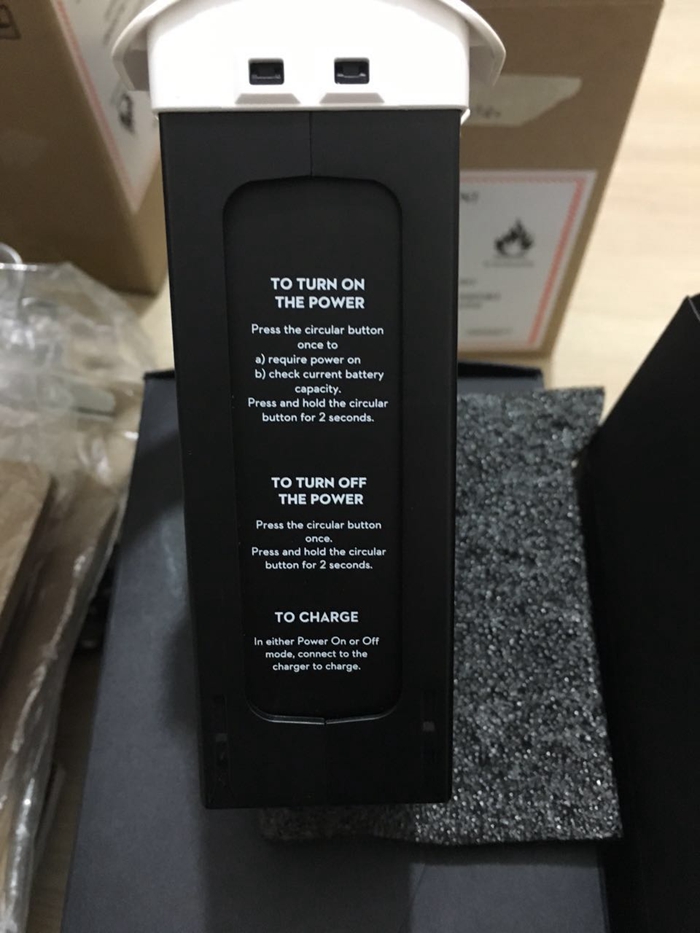 TO TURN ON
THE POWER
Press the circular button
once to
a) require power on
b) check current battery
capacity.
Press and hold the circular
button for 2 seconds.
TO TURN OFF
THE POWER
Press the circular button
once.
Press and hold the circular
button for 2 seconds.
TO CHARGE
In either Power On or Off
mode, connect to the
charger to charge.